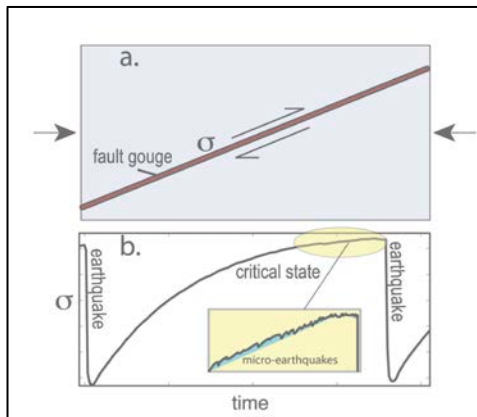 a.
σ
fault gouge
b.
earthquake
critical state
earthquake
σ
micro-earthquakes
time